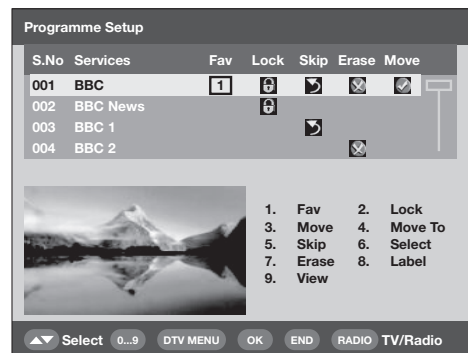 Programme Setup
S.No Services Fav Lock Skip Erase Move
001 BBC 1
002 BBC News
003 BBC 1
004 BBC 2
1. Fav 2. Lock
3. Move 4. Move To
5. Skip 6. Select
7. Erase 8. Label
9. View
Select 0...9 DTV MENU OK END RADIO TV/Radio